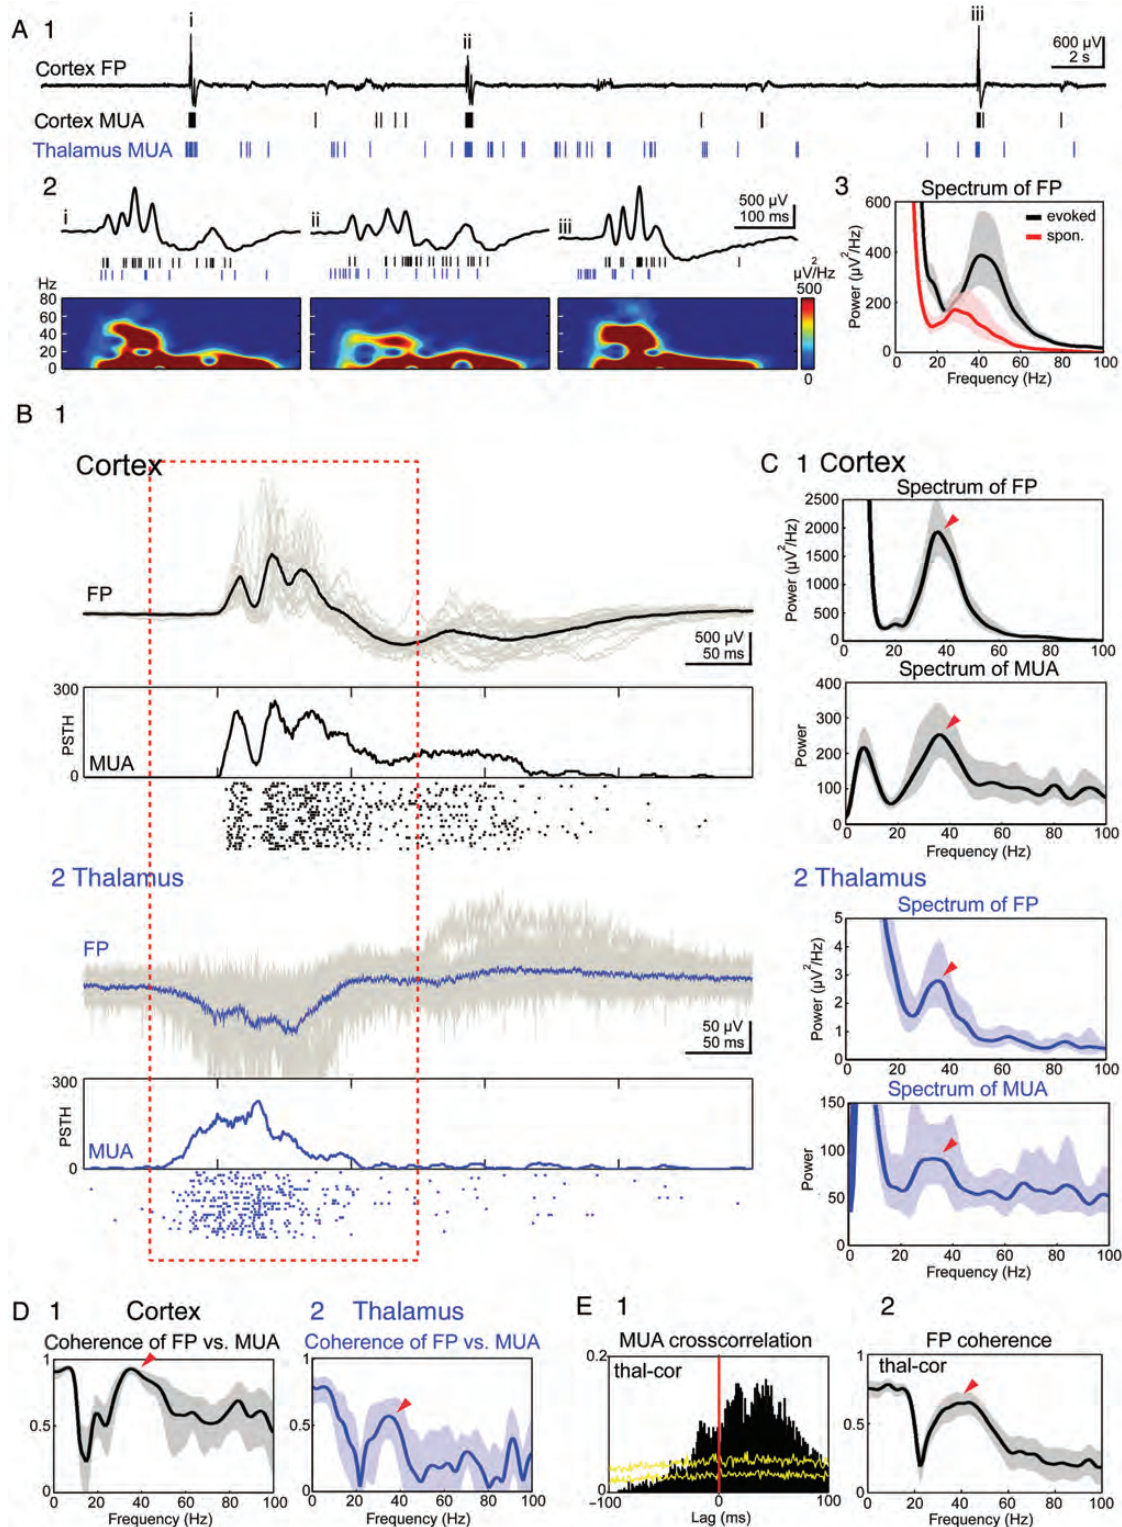 A 1
i
ii
iii
600 µV
2 s
Cortex FP
Cortex MUA
Thalamus MUA
2
i
ii
iii
500 µV
100 ms
Hz
80
60
40
20
0
µV²/Hz
500
0
3
Spectrum of FP
evoked
spon.
Power (µV²/Hz)
600
400
200
0
0 20 40 60 80 100
Frequency (Hz)
B 1
Cortex
FP
500 µV
50 ms
300
PSTH
MUA
0
2 Thalamus
FP
50 µV
50 ms
300
PSTH
MUA
0
C 1 Cortex
Spectrum of FP
Power (µV²/Hz)
2500
2000
1500
1000
500
0
0 20 40 60 80 100
Spectrum of MUA
Power
400
300
200
100
0
0 20 40 60 80 100
Frequency (Hz)
2 Thalamus
Spectrum of FP
Power (µV²/Hz)
5
4
3
2
1
0
0 20 40 60 80 100
Spectrum of MUA
Power
150
100
50
0
0 20 40 60 80 100
Frequency (Hz)
D 1 Cortex
Coherence of FP vs. MUA
1
0.5
0
0 20 40 60 80 100
Frequency (Hz)
2 Thalamus
Coherence of FP vs. MUA
1
0.5
0
0 20 40 60 80 100
Frequency (Hz)
E 1
MUA crosscorrelation
thal-cor
0.2
0
−100 0 100
Lag (ms)
2
FP coherence
thal-cor
1
0.5
0
0 20 40 60 80 100
Frequency (Hz)